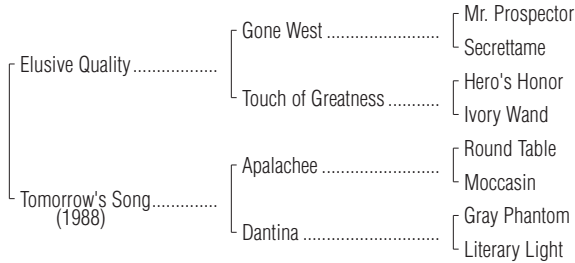 Mr. Prospector
Gone West
Secrettame
Elusive Quality
Hero's Honor
Touch of Greatness
Ivory Wand
Round Table
Apalachee
Moccasin
Tomorrow's Song
(1988)
Gray Phantom
Dantina
Literary Light